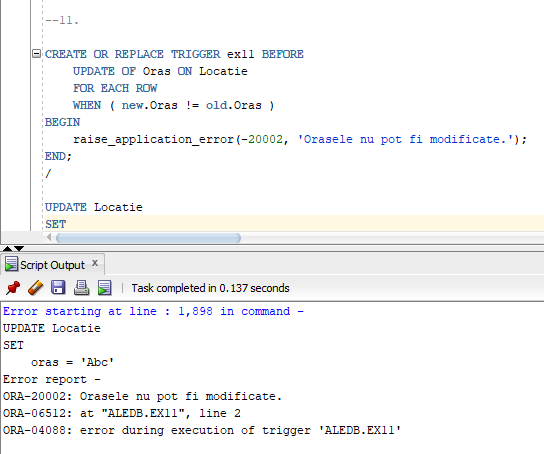 --11.
CREATE OR REPLACE TRIGGER ex11 BEFORE
UPDATE OF Oras ON Locatie
FOR EACH ROW
WHEN ( new.Oras != old.Oras )
BEGIN
raise_application_error(-20002, 'Orasele nu pot fi modificate.');
END;
/
UPDATE Locatie
SET
Script Output x
Task completed in 0.137 seconds
Error starting at line : 1,898 in command -
UPDATE Locatie
SET
oras = 'Abc'
Error report -
ORA-20002: Orasele nu pot fi modificate.
ORA-06512: at "ALEDB.EX11", line 2
ORA-04088: error during execution of trigger 'ALEDB.EX11'